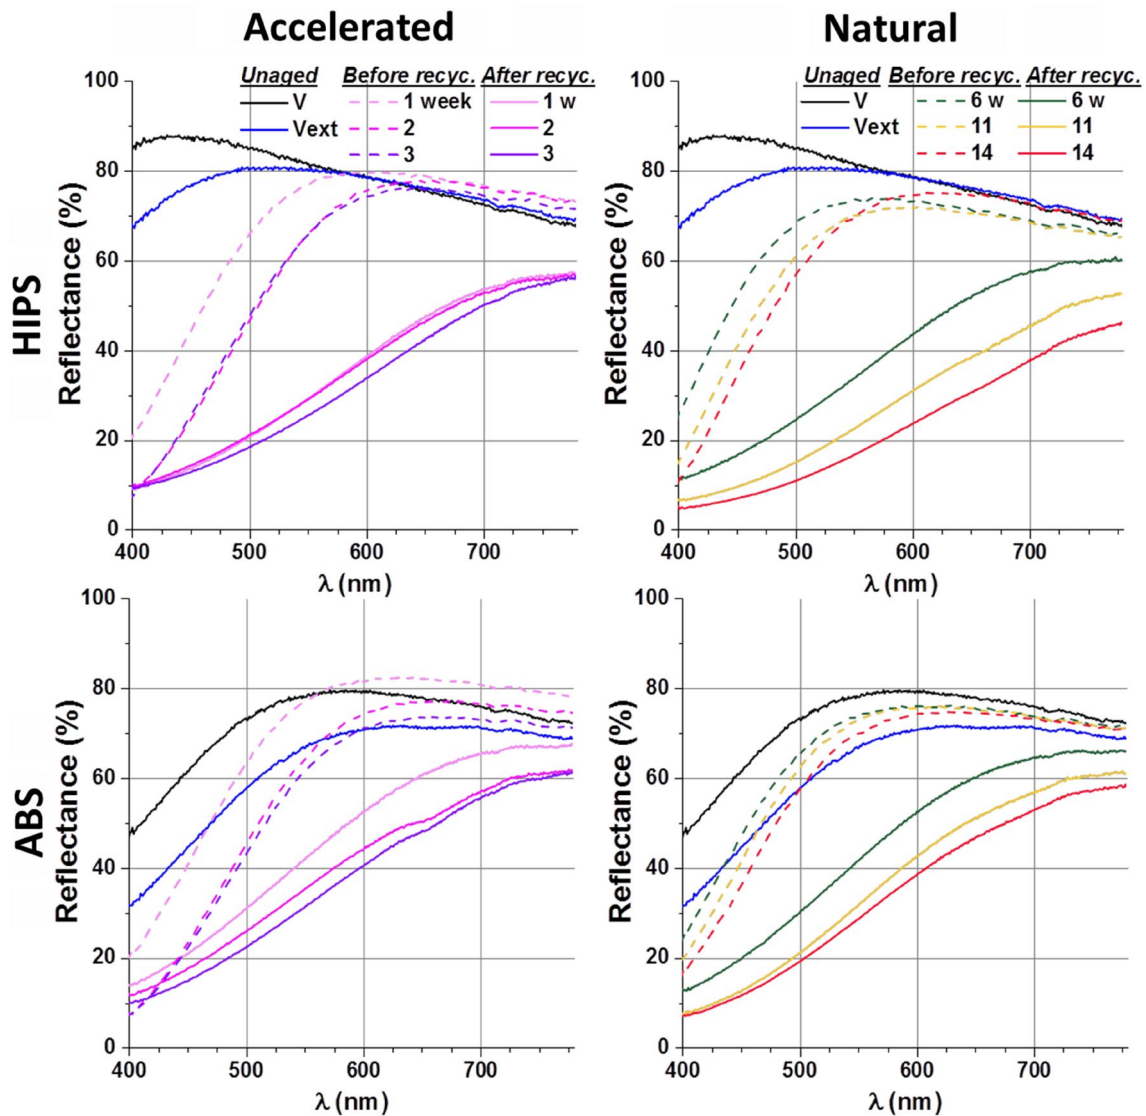 Accelerated
Natural
HIPS
ABS
Unaged Before recyc. After recyc.
V 1 week 1 w
Vext 2 2
3 3
100
80
60
40
20
0
Reflectance (%)
400 500 600 700
λ (nm)
Unaged Before recyc. After recyc.
V 6 w 6 w
Vext 11 11
14 14
100
80
60
40
20
0
Reflectance (%)
400 500 600 700
λ (nm)
100
80
60
40
20
0
Reflectance (%)
400 500 600 700
λ (nm)
100
80
60
40
20
0
Reflectance (%)
400 500 600 700
λ (nm)